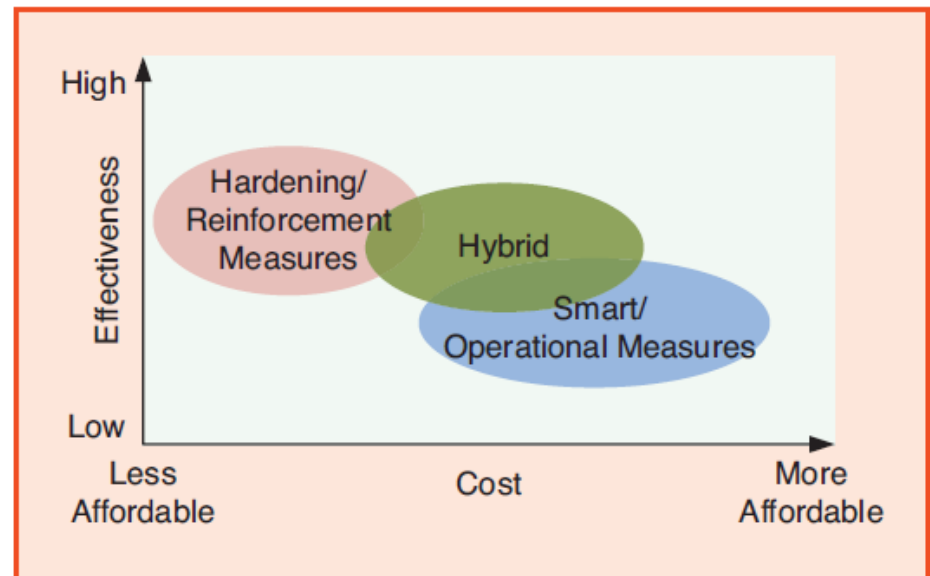 High
Effectiveness
Low
Hardening/
Reinforcement
Measures
Hybrid
Smart/
Operational Measures
Less
Affordable
Cost
More
Affordable